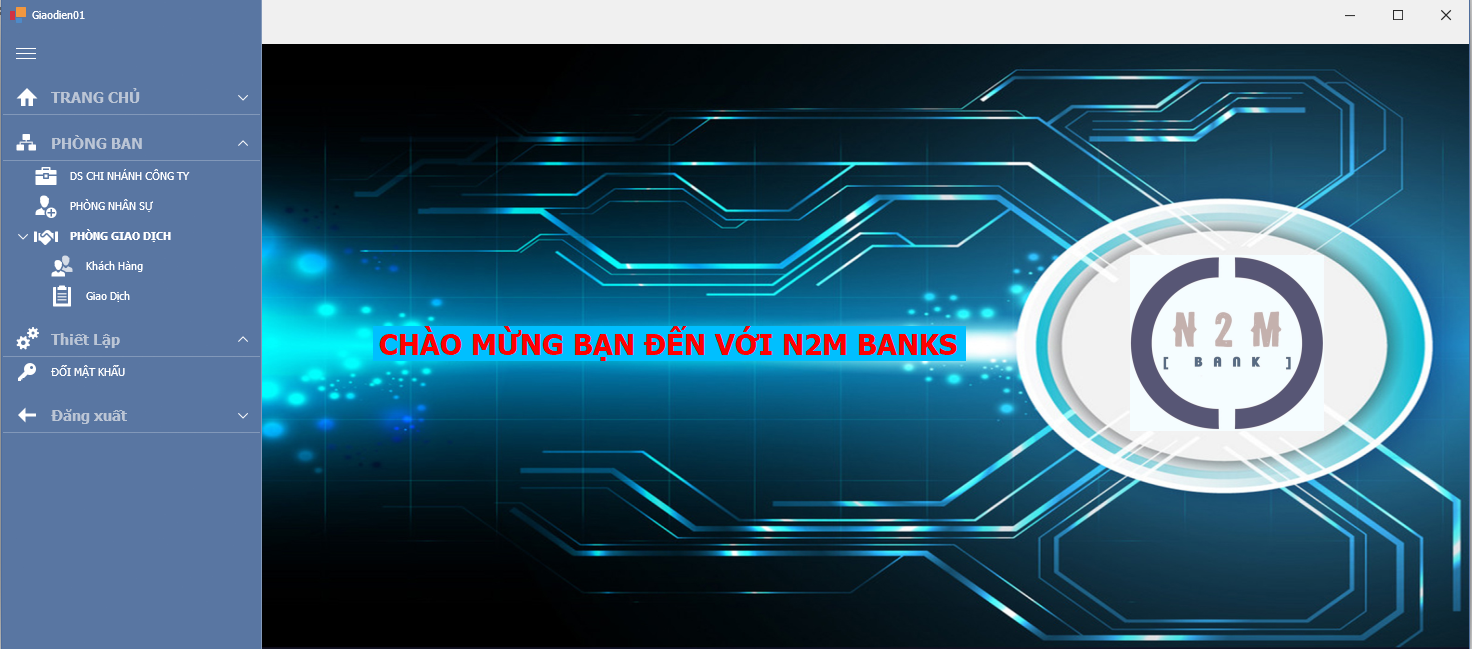 Giaodien01
TRANG CHỦ
PHÒNG BAN
DS CHI NHÁNH CÔNG TY
PHÒNG NHÂN SỰ
PHÒNG GIAO DỊCH
Khách Hàng
Giao Dịch
Thiết Lập
ĐỔI MẬT KHẨU
Đăng xuất
CHÀO MỪNG BẠN ĐẾN VỚI N2M BANKS
N 2 M
[ BANK ]